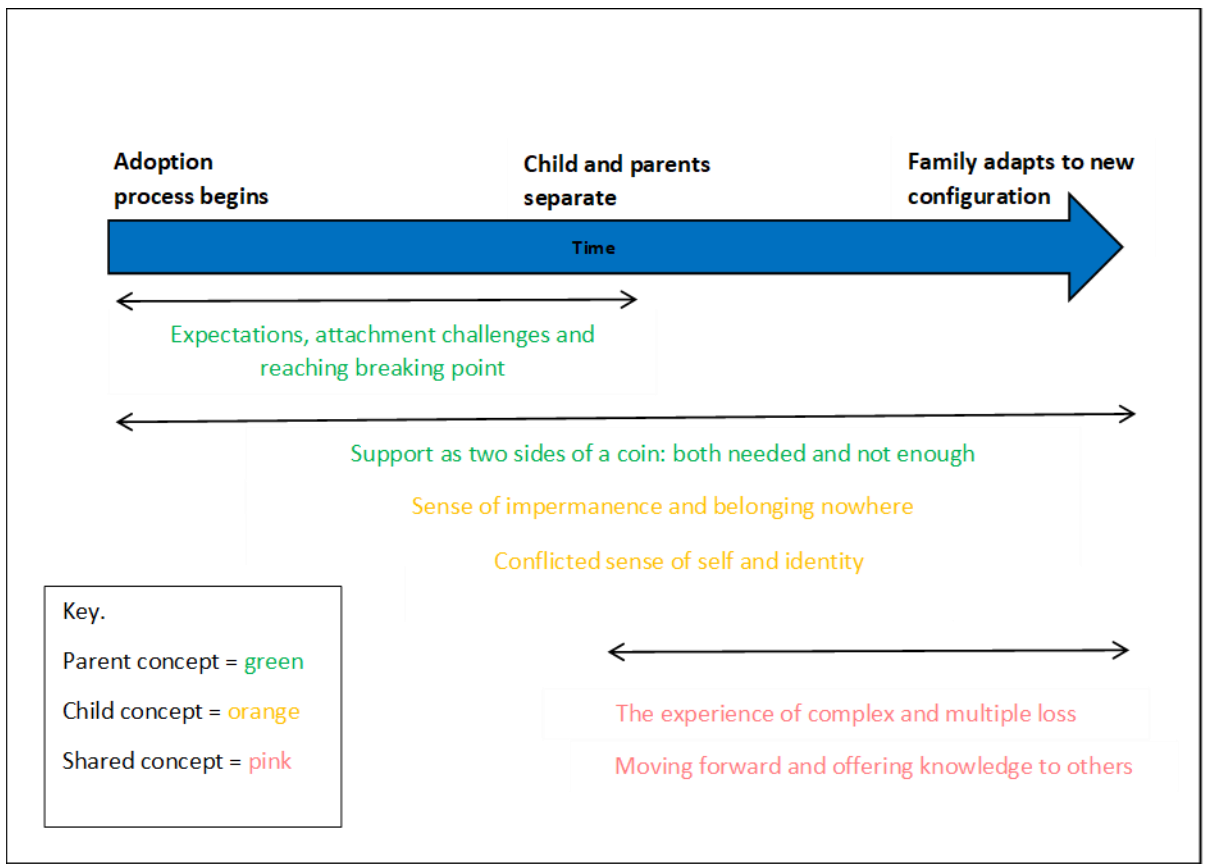 Adoption
process begins
Child and parents
separate
Family adapts to new
configuration
Time
Expectations, attachment challenges and
reaching breaking point
Support as two sides of a coin: both needed and not enough
Sense of impermanence and belonging nowhere
Conflicted sense of self and identity
Key.
Parent concept = green
Child concept = orange
Shared concept = pink
The experience of complex and multiple loss
Moving forward and offering knowledge to others